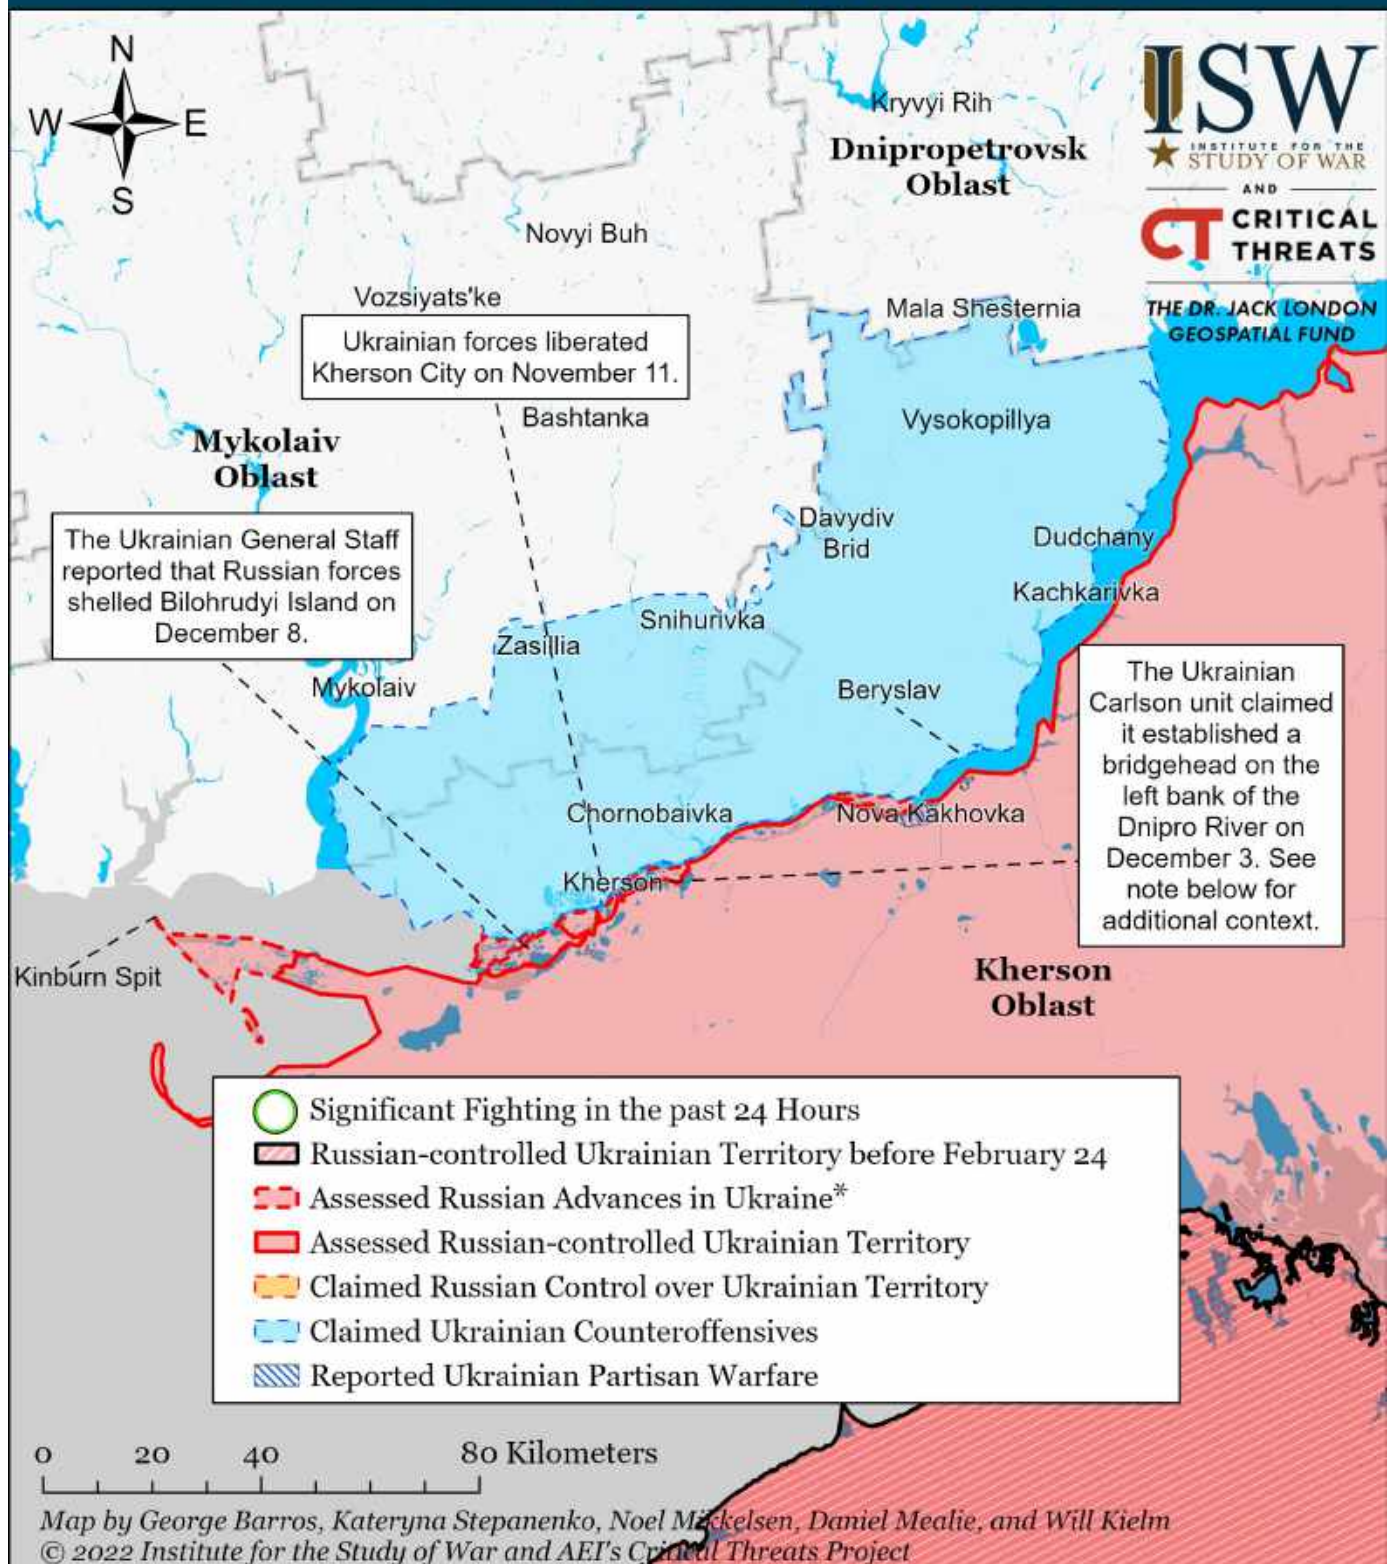 N
W E
S
ISW
INSTITUTE FOR THE
STUDY OF WAR
AND
CT CRITICAL
THREATS
THE DR. JACK LONDON
GEOSPATIAL FUND
Kryvyi Rih
Dnipropetrovsk
Oblast
Novyi Buh
Vozsiyats'ke
Mala Shesternia
Ukrainian forces liberated
Kherson City on November 11.
Bashtanka
Vysokopillya
Mykolaiv
Oblast
The Ukrainian General Staff
reported that Russian forces
shelled Bilohrudyi Island on
December 8.
Davydiv
Brid
Dudchany
Kachkarivka
Snihurivka
Zasillia
Mykolaiv
Beryslav
The Ukrainian
Carlson unit claimed
it established a
bridgehead on the
left bank of the
Dnipro River on
December 3. See
note below for
additional context.
Chornobaivka
Nova Kakhovka
Kherson
Kinburn Spit
Kherson
Oblast
Significant Fighting in the past 24 Hours
Russian-controlled Ukrainian Territory before February 24
Assessed Russian Advances in Ukraine*
Assessed Russian-controlled Ukrainian Territory
Claimed Russian Control over Ukrainian Territory
Claimed Ukrainian Counteroffensives
Reported Ukrainian Partisan Warfare
0 20 40 80 Kilometers
Map by George Barros, Kateryna Stepanenko, Noel Mikkelsen, Daniel Mealie, and Will Kielm
© 2022 Institute for the Study of War and AEI's Critical Threats Project